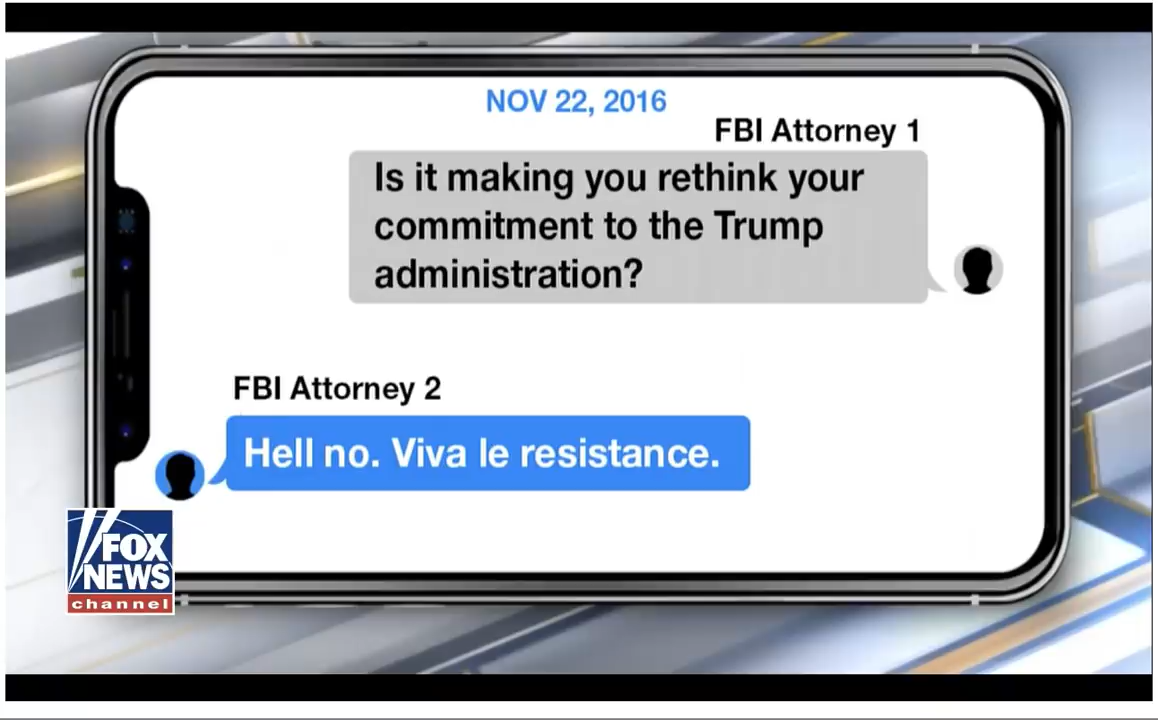 NOV 22, 2016
FBI Attorney 1
Is it making you rethink your
commitment to the Trump
administration?
FBI Attorney 2
Hell no. Viva le resistance.
FOX
NEWS
channel